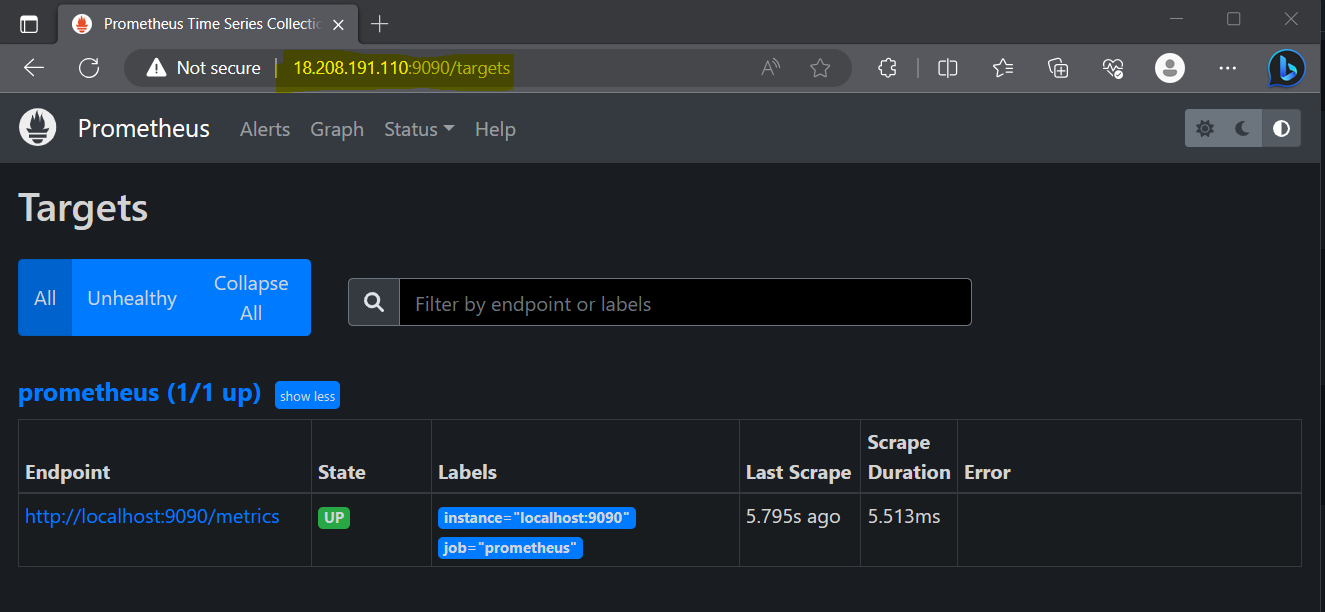 Prometheus Time Series Collectio
Not secure 18.208.191.110:9090/targets
Prometheus Alerts Graph Status Help
Targets
All Unhealthy Collapse All
Filter by endpoint or labels
prometheus (1/1 up) show less
Endpoint State Labels Last Scrape Scrape Duration Error
http://localhost:9090/metrics UP instance="localhost:9090" 5.795s ago 5.513ms
job="prometheus"